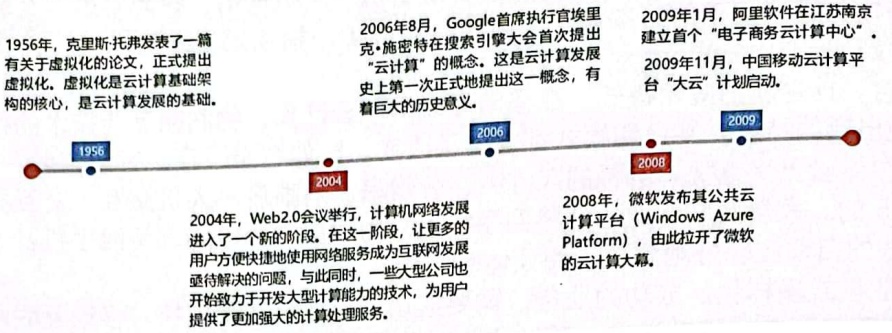 1956年，克里斯·托弗发表了一篇
有关于虚拟化的论文，正式提出
虚拟化。虚拟化是云计算基础架
构的核心，是云计算发展的基础。
2006年8月，Google首席执行官埃里
克·施密特在搜索引擎大会首次提出
“云计算”的概念。这是云计算发展
史上第一次正式地提出这一概念，有
着巨大的历史意义。
2009年1月，阿里软件在江苏南京
建立首个“电子商务云计算中心”。
2009年11月，中国移动云计算平
台“大云”计划启动。
1956
2004
2006
2008
2009
2004年，Web2.0会议举行，计算机网络发展
进入了一个新的阶段。在这一阶段，让更多的
用户方便快捷地使用网络服务成为互联网发展
亟待解决的问题，与此同时，一些大型公司也
开始致力于开发大型计算能力的技术，为用户
提供了更加强大的计算处理服务。
2008年，微软发布其公共云
计算平台（Windows Azure
Platform），由此拉开了微软
的云计算大幕。